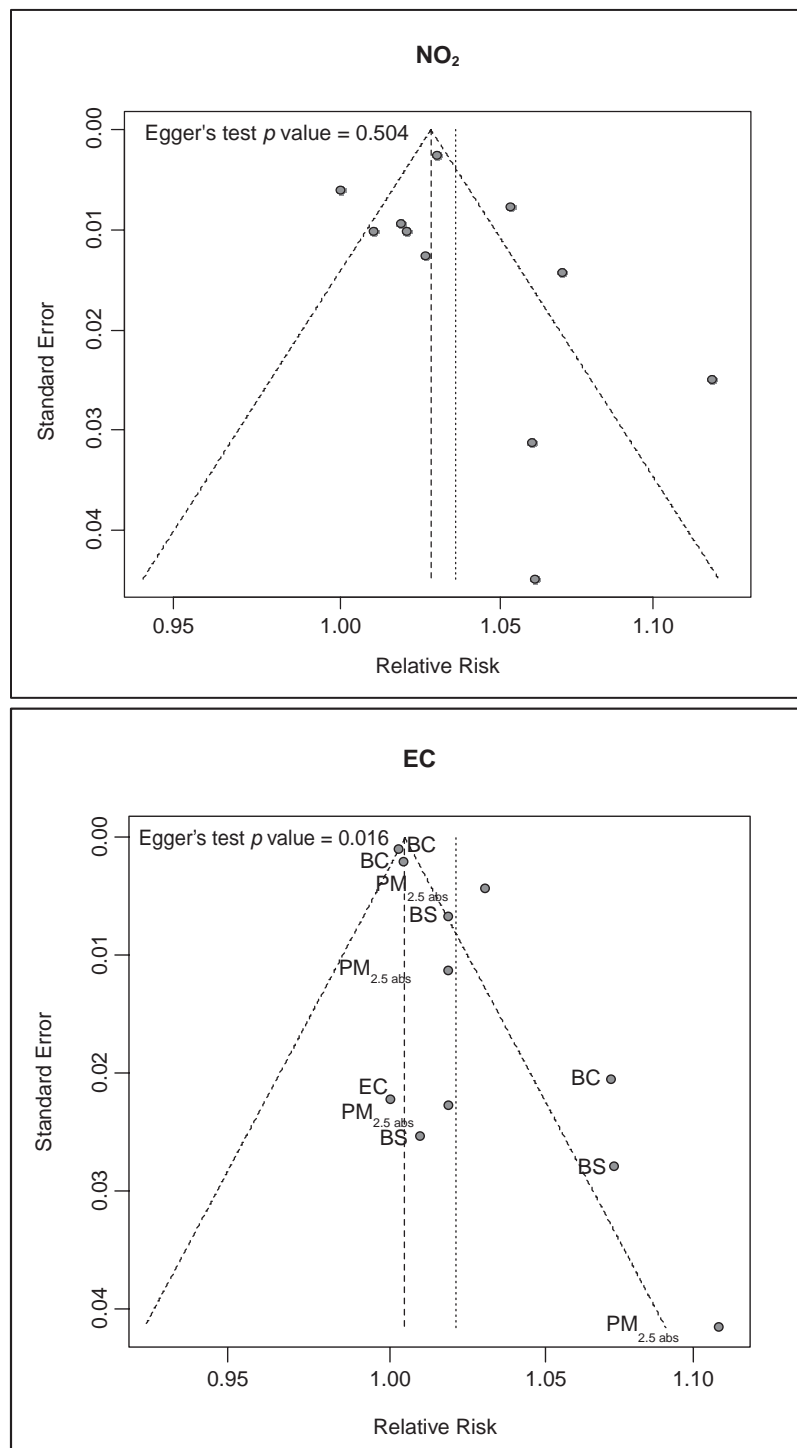 NO₂
Egger's test p value = 0.504
0.00
0.01
0.02
0.03
0.04
Standard Error
0.95 1.00 1.05 1.10
Relative Risk
EC
Egger's test p value = 0.016
BC
BC
PM2.5 abs
BS
PM2.5 abs
EC
BC
PM2.5 abs
BS
BS
PM2.5 abs
0.00
0.01
0.02
0.03
0.04
Standard Error
0.95 1.00 1.05 1.10
Relative Risk